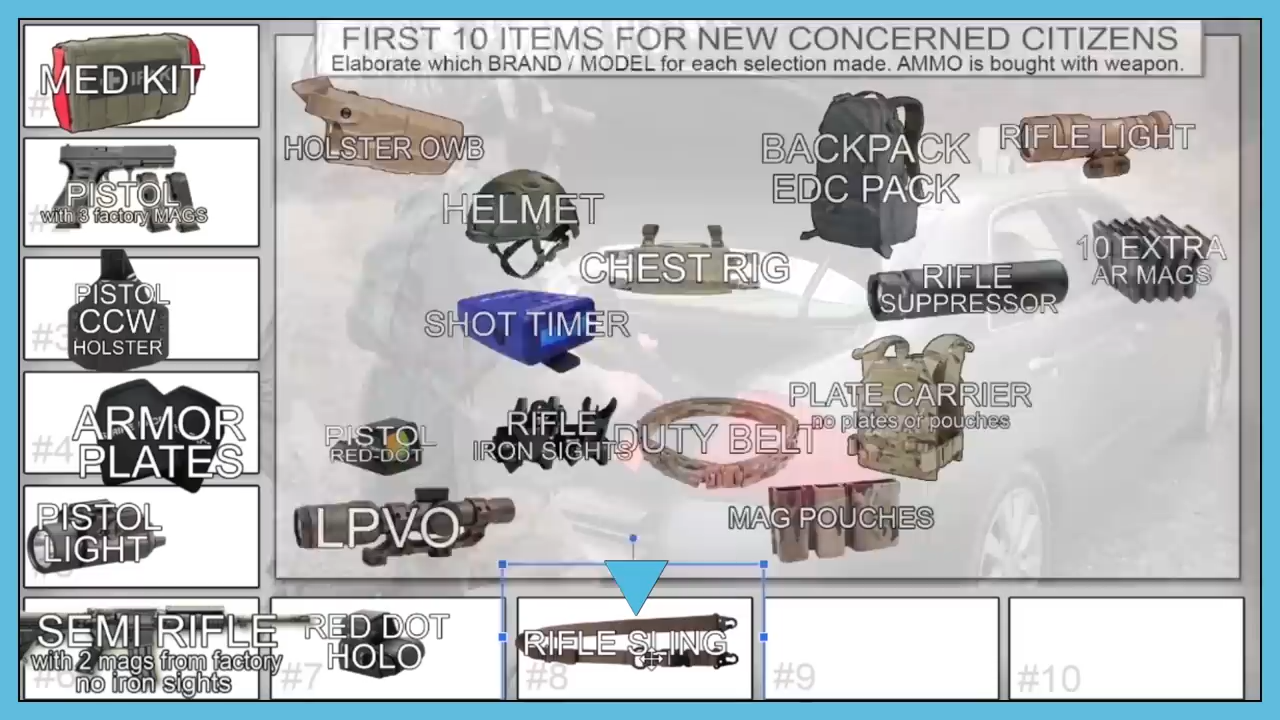 FIRST 10 ITEMS FOR NEW CONCERNED CITIZENS
Elaborate which BRAND / MODEL for each selection made. AMMO is bought with weapon.
MED KIT
PISTOL
with 3 factory MAGS
#3
PISTOL
CCW
HOLSTER
#4
ARMOR
PLATES
PISTOL
LIGHT
HOLSTER OWB
HELMET
CHEST RIG
BACKPACK
EDC PACK
RIFLE LIGHT
10 EXTRA
AR MAGS
RIFLE
SUPPRESSOR
SHOT TIMER
PLATE CARRIER
no plates or pouches
PISTOL
RED-DOT
RIFLE
IRON SIGHTS
DUTY BELT
LPVO
MAG POUCHES
SEMI RIFLE
with 2 mags from factory
no iron sights
#6
RED DOT
HOLO
#7
RIFLE SLING
#8
#9
#10